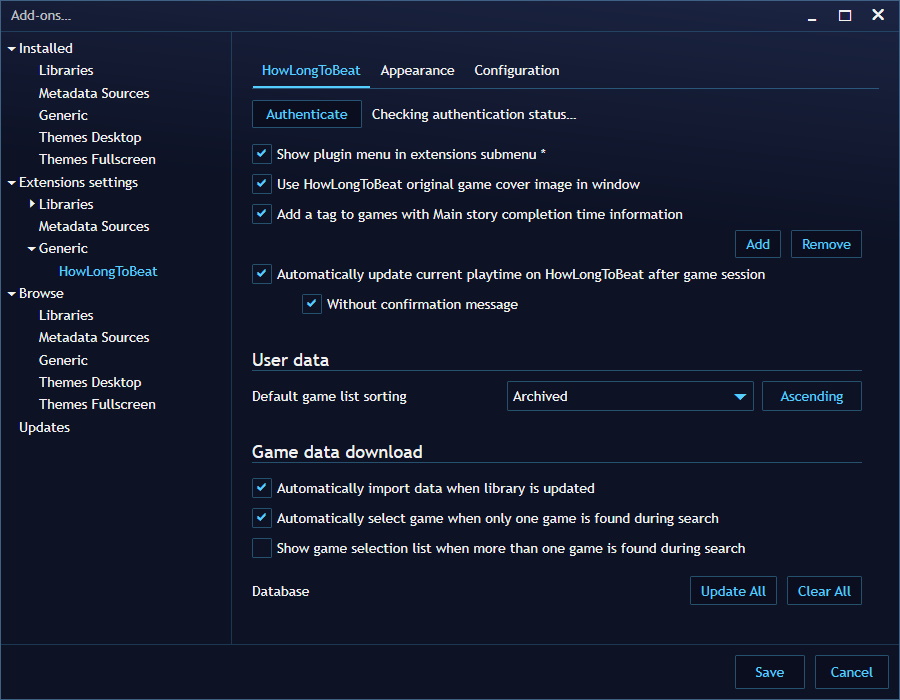 Add-ons...
Installed
Libraries
Metadata Sources
Generic
Themes Desktop
Themes Fullscreen
Extensions settings
Libraries
Metadata Sources
Generic
HowLongToBeat
Browse
Libraries
Metadata Sources
Generic
Themes Desktop
Themes Fullscreen
Updates
HowLongToBeat Appearance Configuration
Authenticate Checking authentication status...
Show plugin menu in extensions submenu *
Use HowLongToBeat original game cover image in window
Add a tag to games with Main story completion time information
Add Remove
Automatically update current playtime on HowLongToBeat after game session
Without confirmation message
User data
Default game list sorting Archived Ascending
Game data download
Automatically import data when library is updated
Automatically select game when only one game is found during search
Show game selection list when more than one game is found during search
Database Update All Clear All
Save Cancel